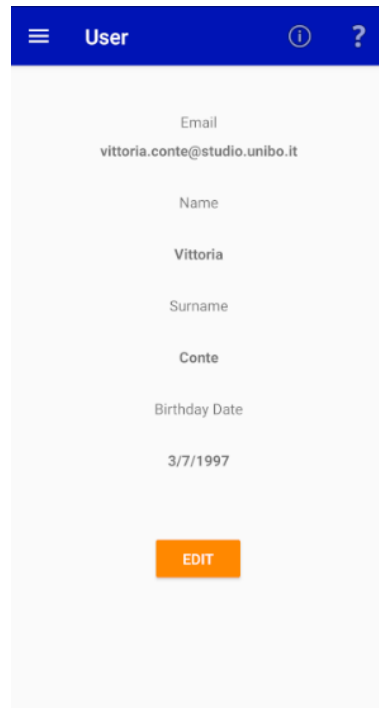 User
?
Email
vittoria.conte@studio.unibo.it
Name
Vittoria
Surname
Conte
Birthday Date
3/7/1997
EDIT